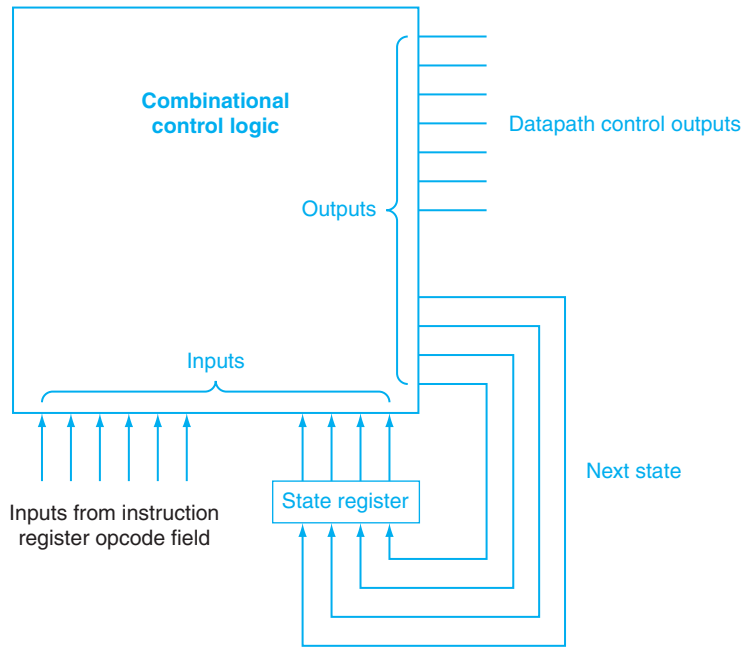 Combinational
control logic
Datapath control outputs
Outputs
Inputs
Next state
State register
Inputs from instruction
register opcode field